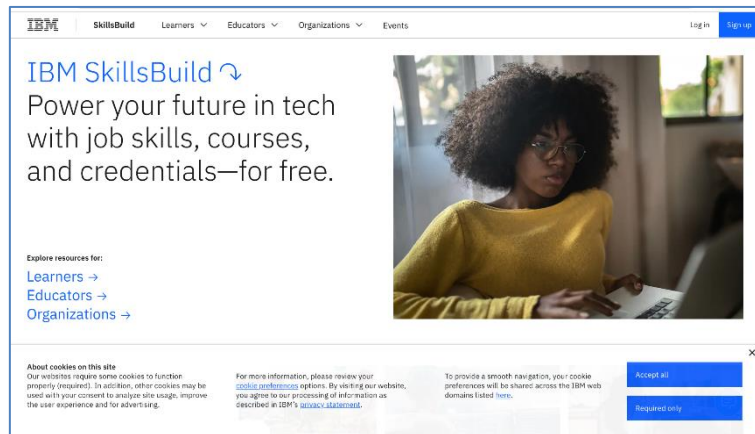 IBM SkillsBuild Learners Educators Organizations Events Log in Sign up
IBM SkillsBuild
Power your future in tech
with job skills, courses,
and credentials—for free.
Explore resources for:
Learners →
Educators →
Organizations →
About cookies on this site
Our websites require some cookies to function
properly (required). In addition, other cookies may be
used with your consent to analyze site usage, improve
the user experience and for advertising.
For more information, please review your
cookie preferences options. By visiting our website,
you agree to our processing of information as
described in IBM's privacy statement.
To provide a smooth navigation, your cookie
preferences will be shared across the IBM web
domains listed here.
Accept all
Required only